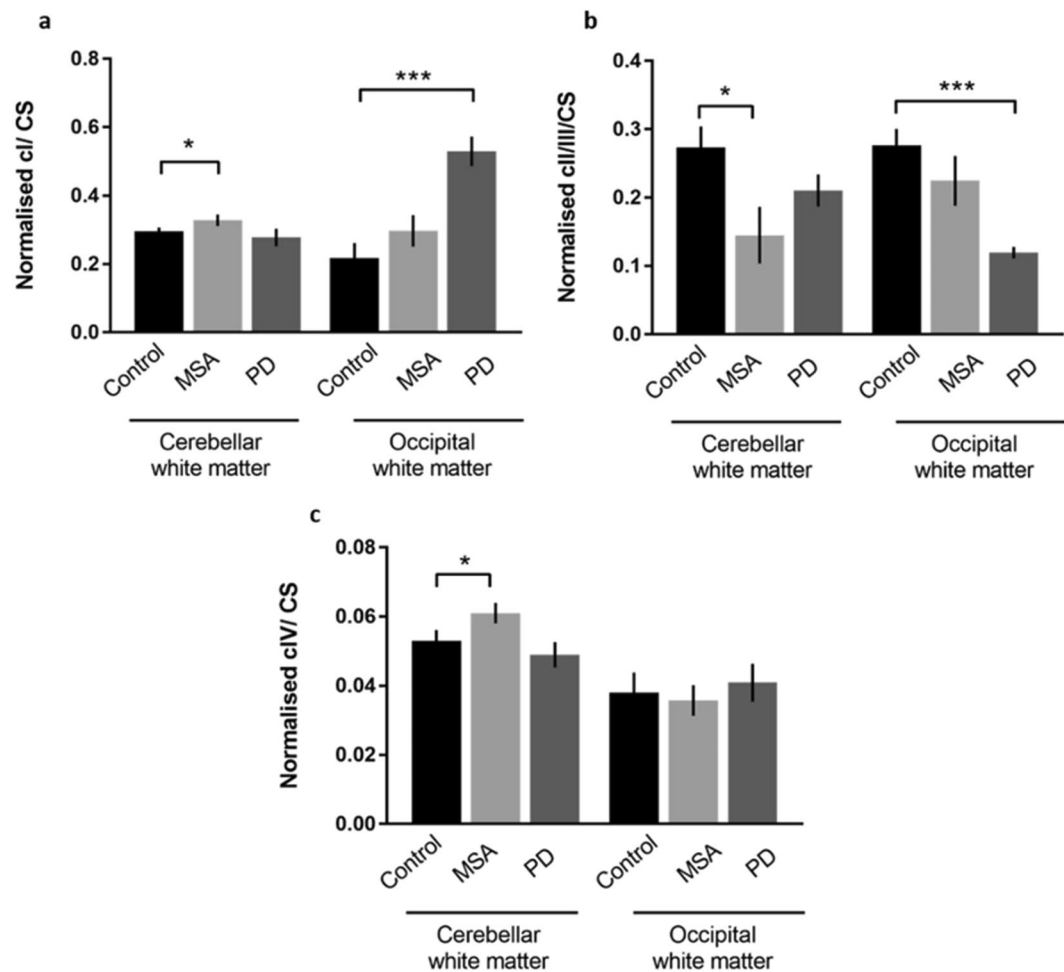 a
Normalised cI/ CS
0.8
0.6
0.4
0.2
0.0
*
***
Control
MSA
PD
Control
MSA
PD
Cerebellar
white matter
Occipital
white matter
b
Normalised cII/III/CS
0.4
0.3
0.2
0.1
0.0
*
***
Control
MSA
PD
Control
MSA
PD
Cerebellar
white matter
Occipital
white matter
c
Normalised cIV/ CS
0.08
0.06
0.04
0.02
0.00
*
Control
MSA
PD
Control
MSA
PD
Cerebellar
white matter
Occipital
white matter